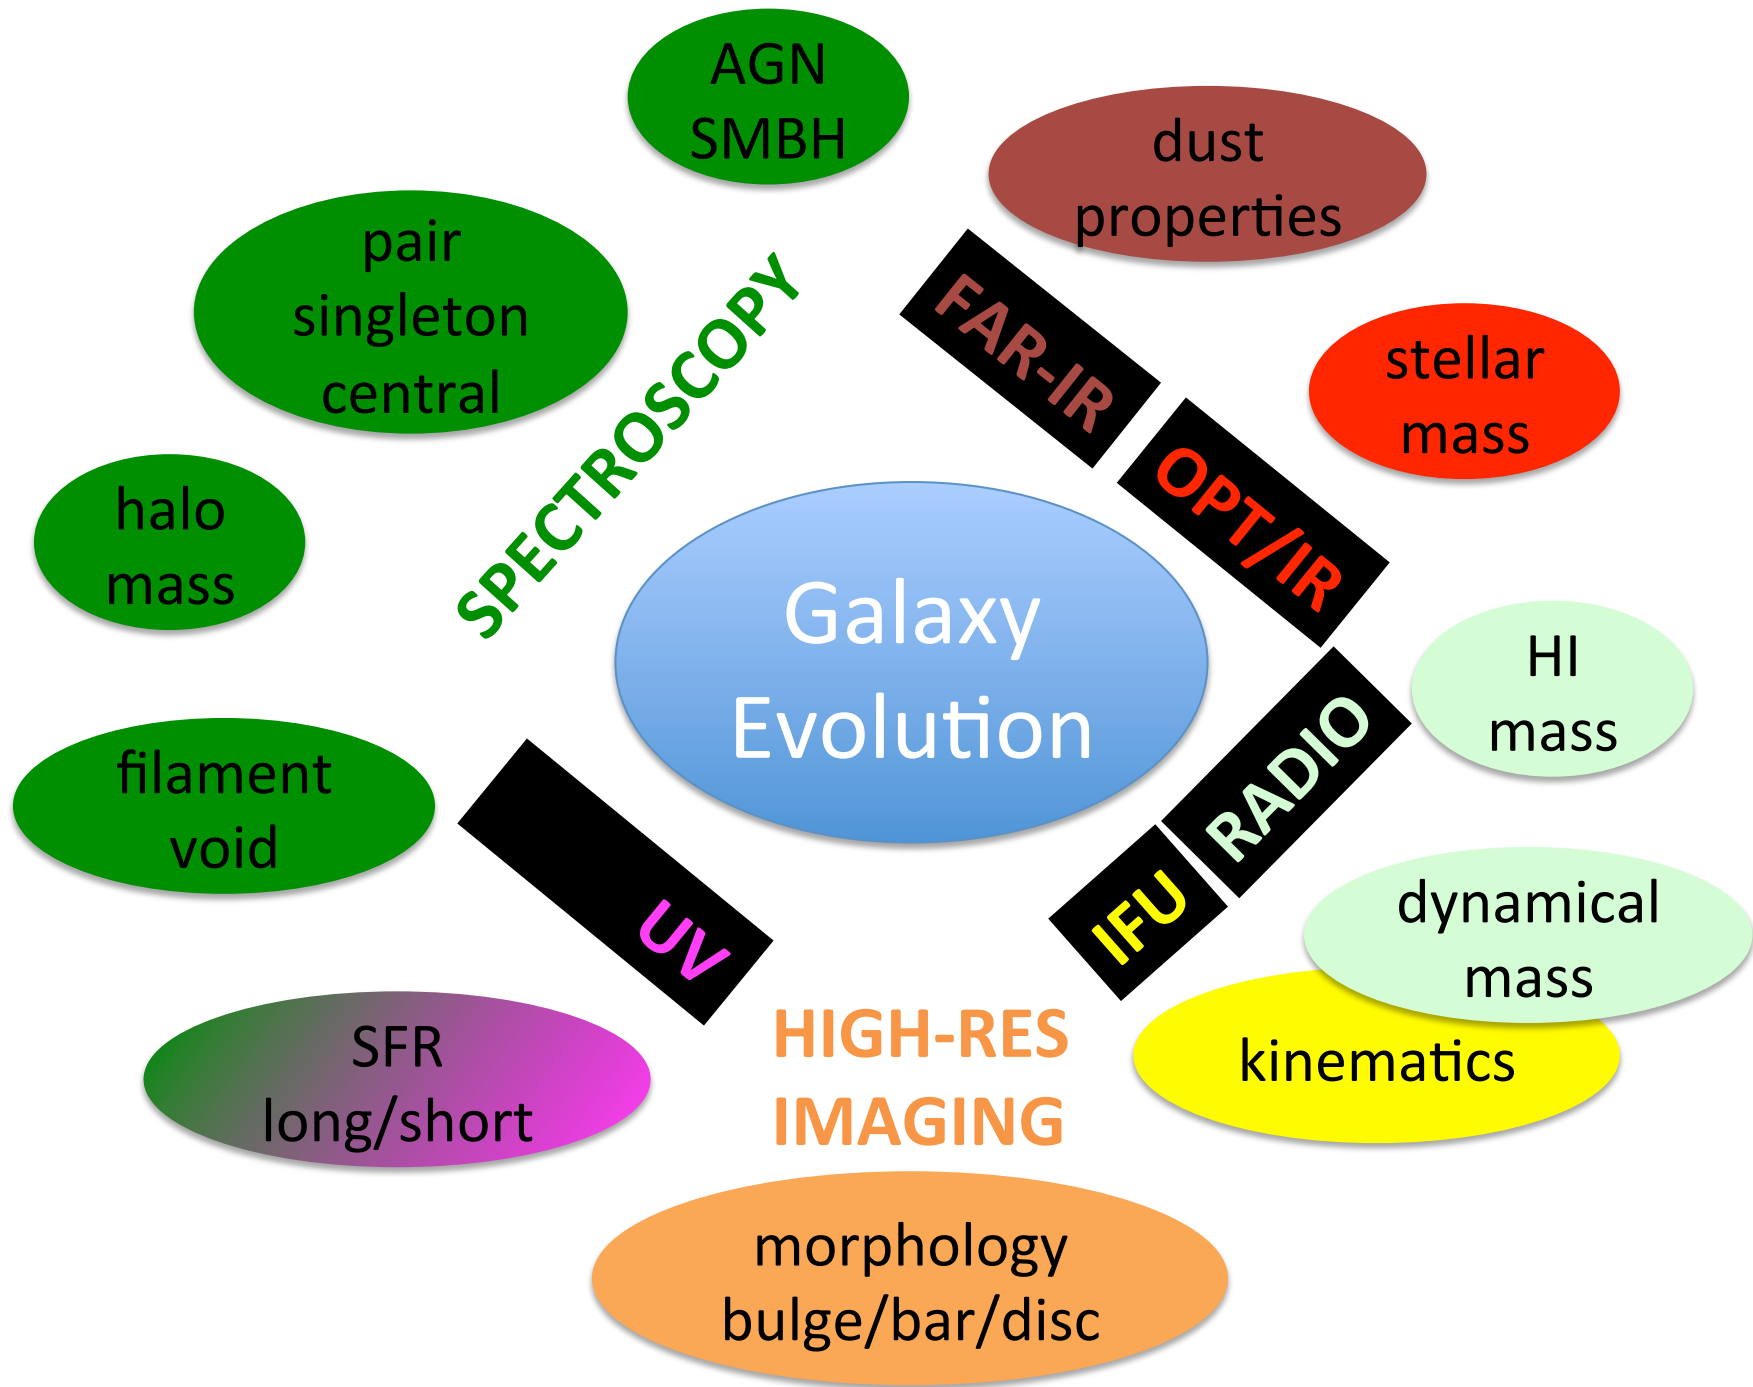 AGN
SMBH
dust
properties
pair
singleton
central
SPECTROSCOPY
FAR-IR
stellar
mass
OPT/IR
halo
mass
Galaxy
Evolution
HI
mass
RADIO
filament
void
IFU
UV
dynamical
mass
kinematics
SFR
long/short
HIGH-RES
IMAGING
morphology
bulge/bar/disc